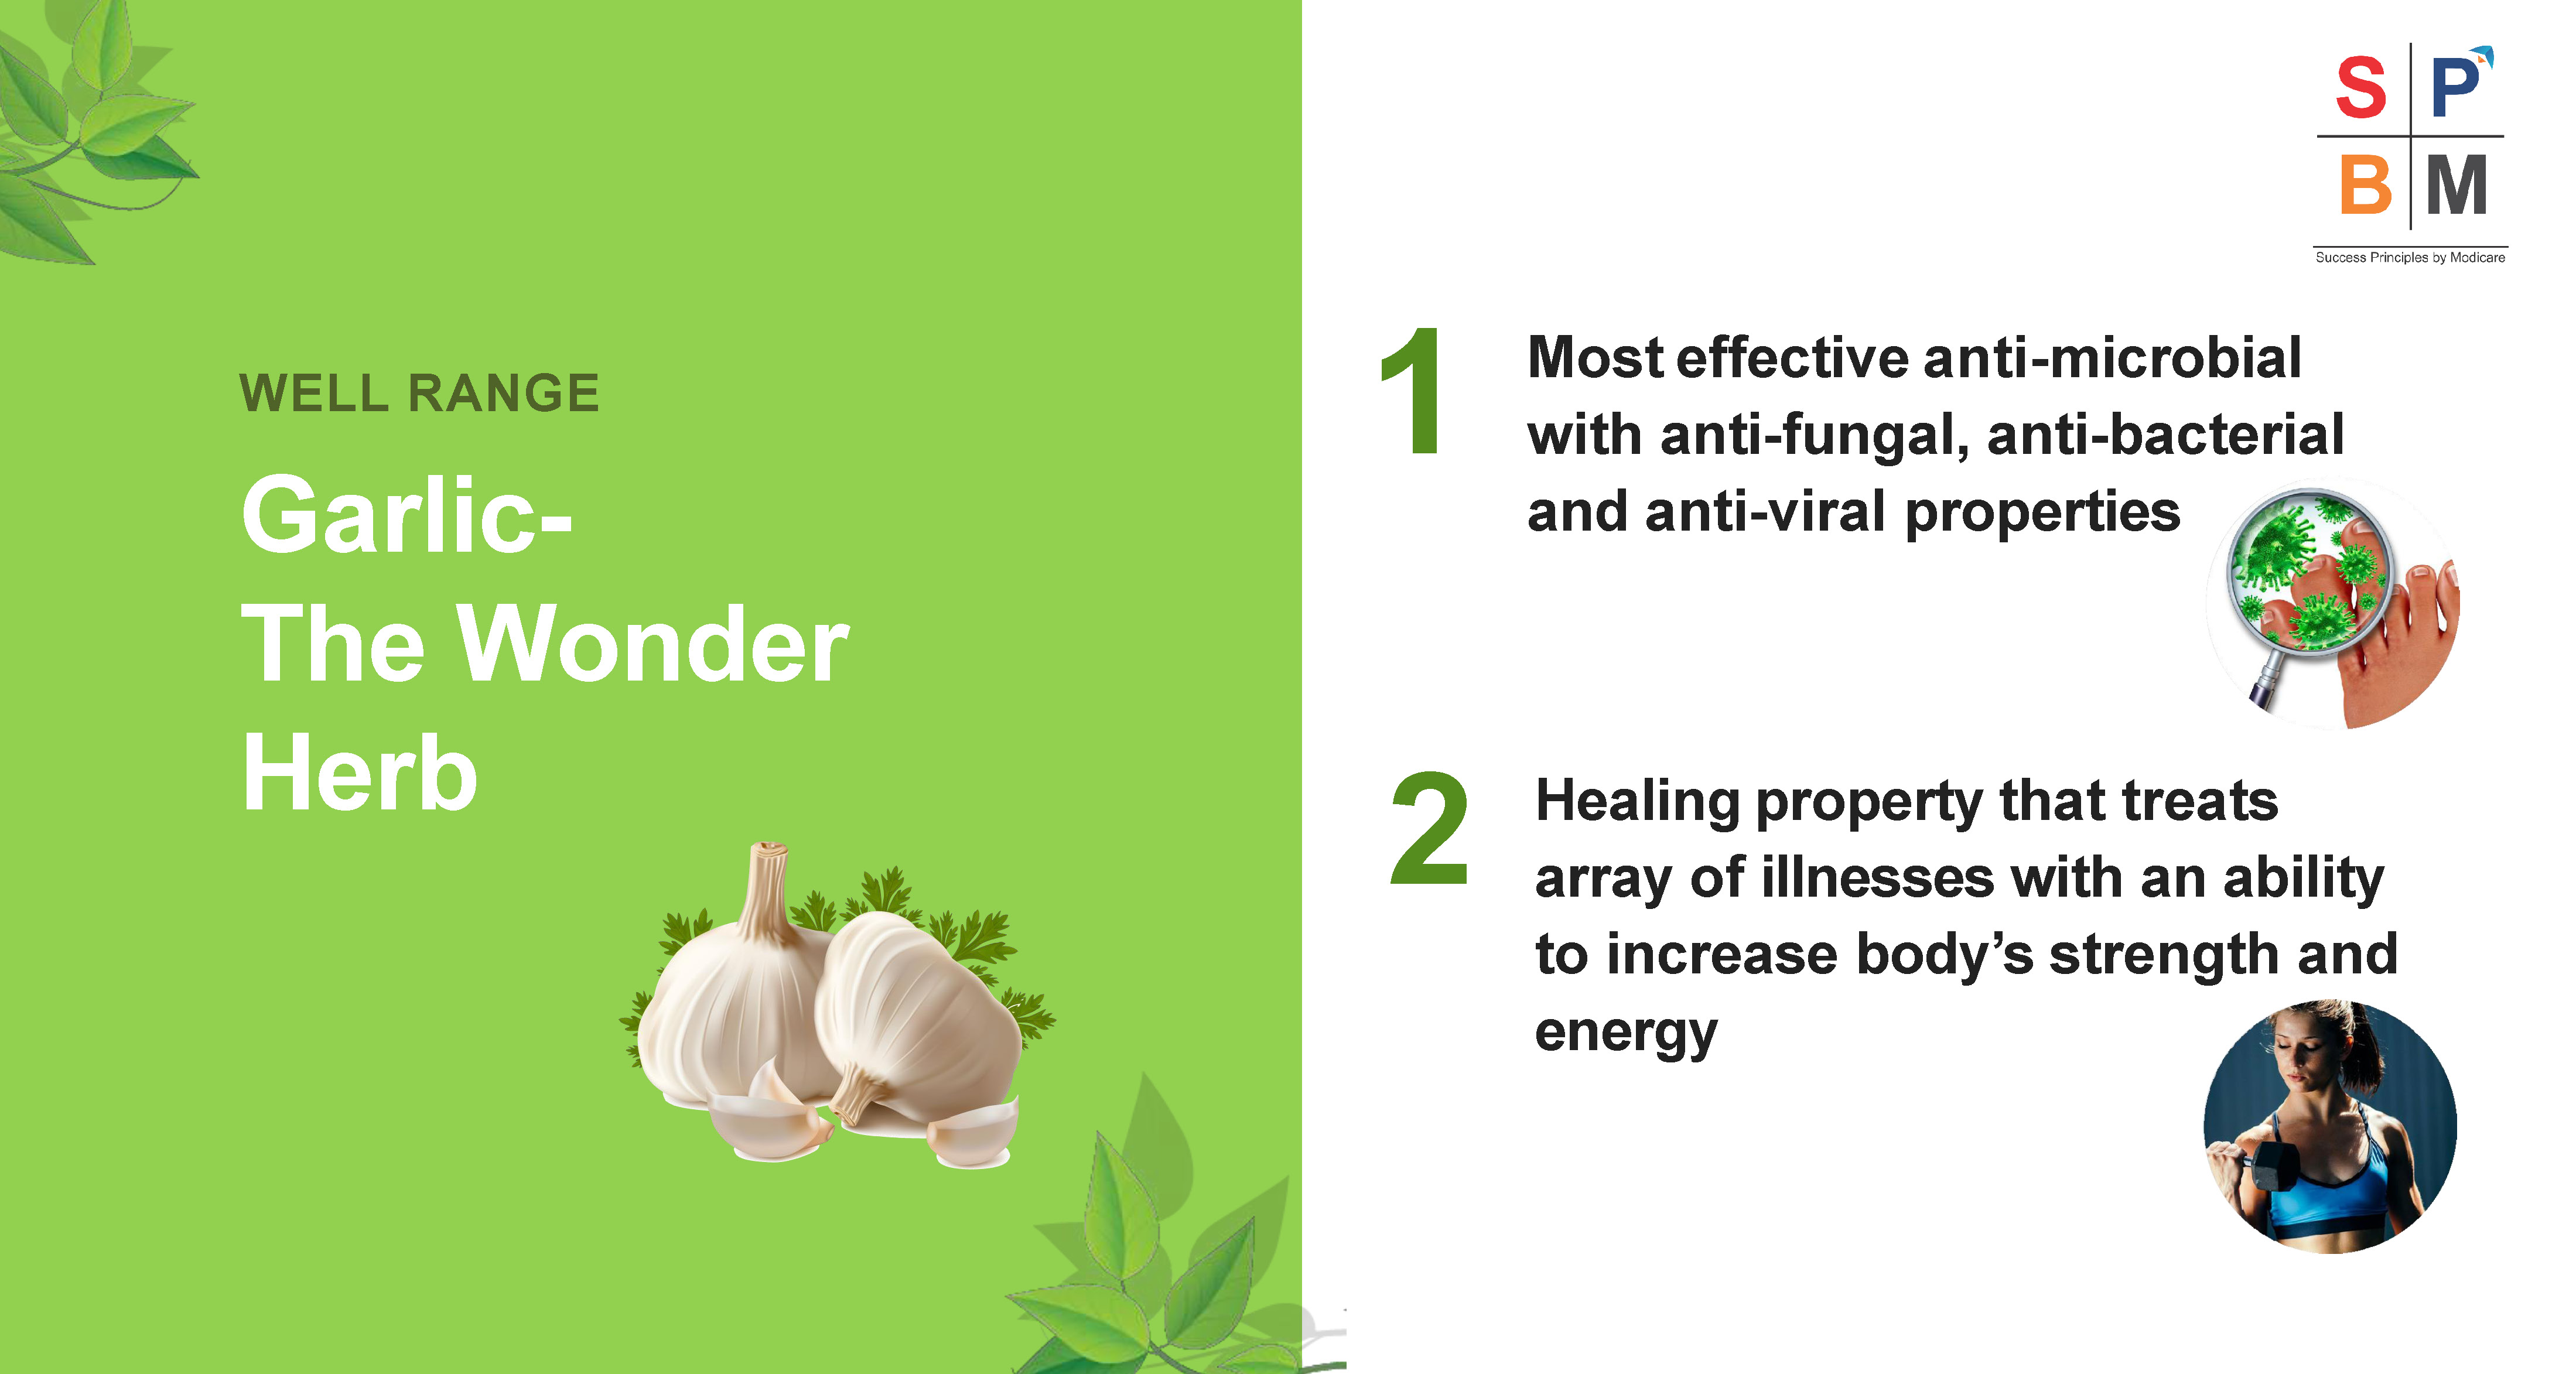 S P
B M
Success Principles by Modicare
WELL RANGE
Garlic-
The Wonder
Herb
1
Most effective anti-microbial
with anti-fungal, anti-bacterial
and anti-viral properties
2
Healing property that treats
array of illnesses with an ability
to increase body’s strength and
energy